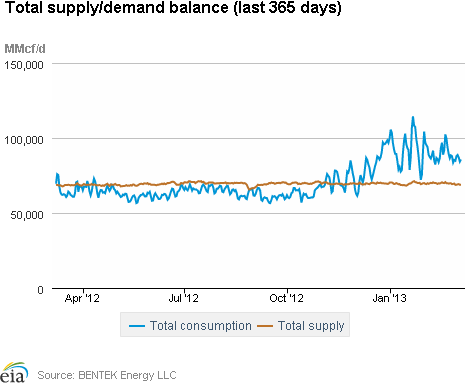 Total supply/demand balance (last 365 days)
MMcf/d
150,000
100,000
50,000
0
Apr '12
Jul '12
Oct '12
Jan '13
Total consumption
Total supply
eia
Source: BENTEK Energy LLC